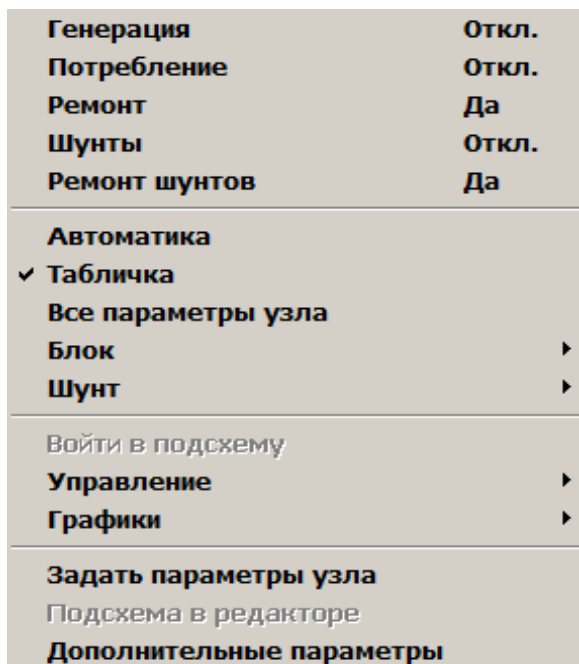 Генерация Откл.
Потребление Откл.
Ремонт Да
Шунты Откл.
Ремонт шунтов Да
Автоматика
Табличка
Все параметры узла
Блок
Шунт
Войти в подсхему
Управление
Графики
Задать параметры узла
Подсхема в редакторе
Дополнительные параметры